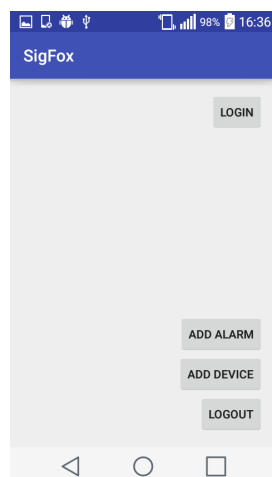 98% 16:36
SigFox
LOGIN
ADD ALARM
ADD DEVICE
LOGOUT